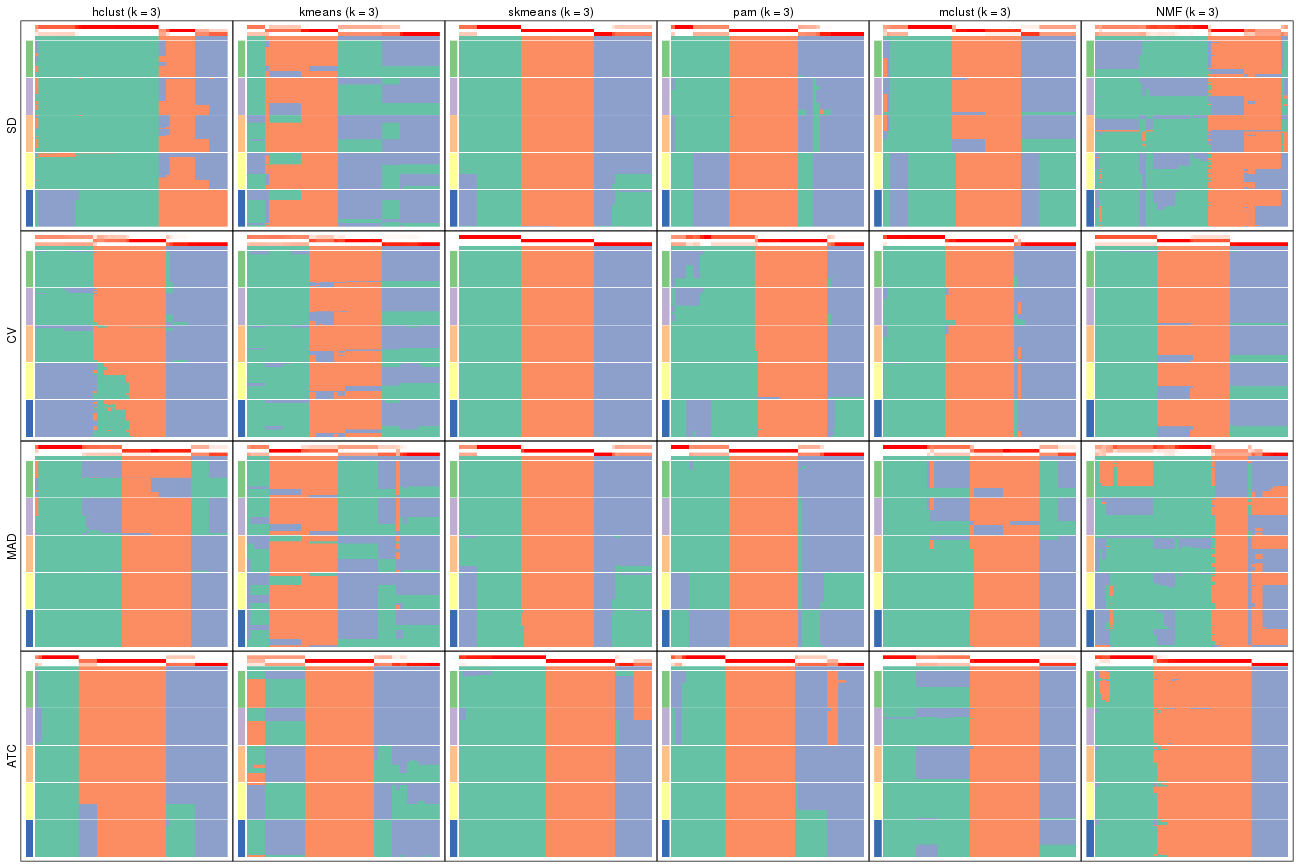 hclust (k = 3) kmeans (k = 3) skmeans (k = 3) pam (k = 3) mclust (k = 3) NMF (k = 3)
SD
CV
MAD
ATC